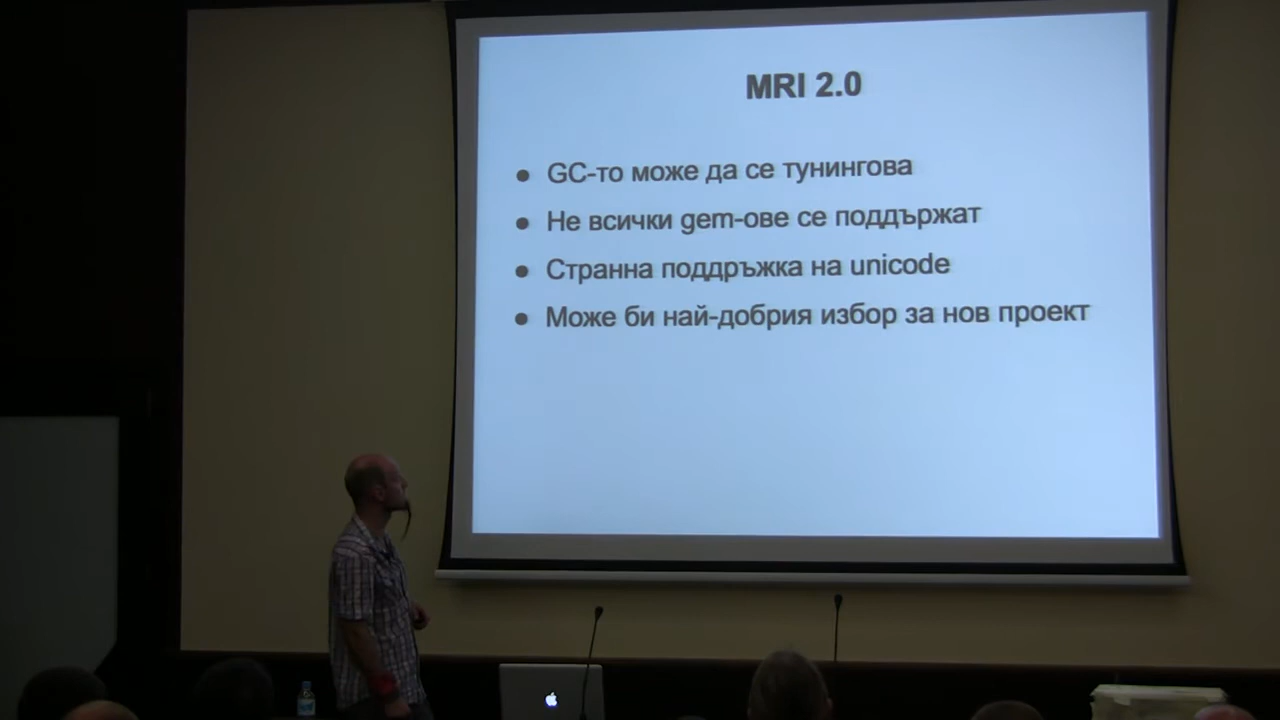 MRI 2.0
GC-то може да се тунингова
Не всички gem-ове се поддържат
Странна поддръжка на unicode
Може би най-добрия избор за нов проект